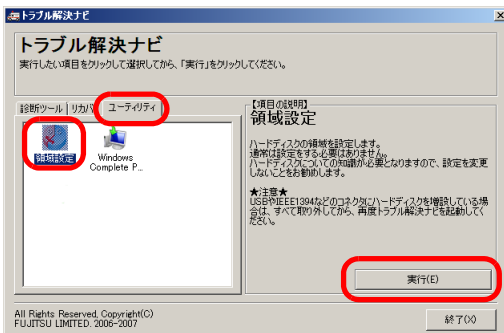 トラブル解決ナビ
トラブル解決ナビ
実行したい項目をクリックして選択してから、「実行」をクリックしてください。
診断ツール リカバリ ユーティリティ
領域設定
Windows
Complete P...
【項目の説明】
領域設定
ハードディスクの領域を設定します。
通常は設定をする必要はありません。
ハードディスクについての知識が必要となりますので、設定を変更
しないことをお勧めします。
★注意★
USBやIEEE1394などのコネクタにハードディスクを増設している場
合は、すべて取り外してから、再度トラブル解決ナビを起動してく
ださい。
実行(E)
All Rights Reserved, Copyright(C)
FUJITSU LIMITED. 2006-2007
終了(X)